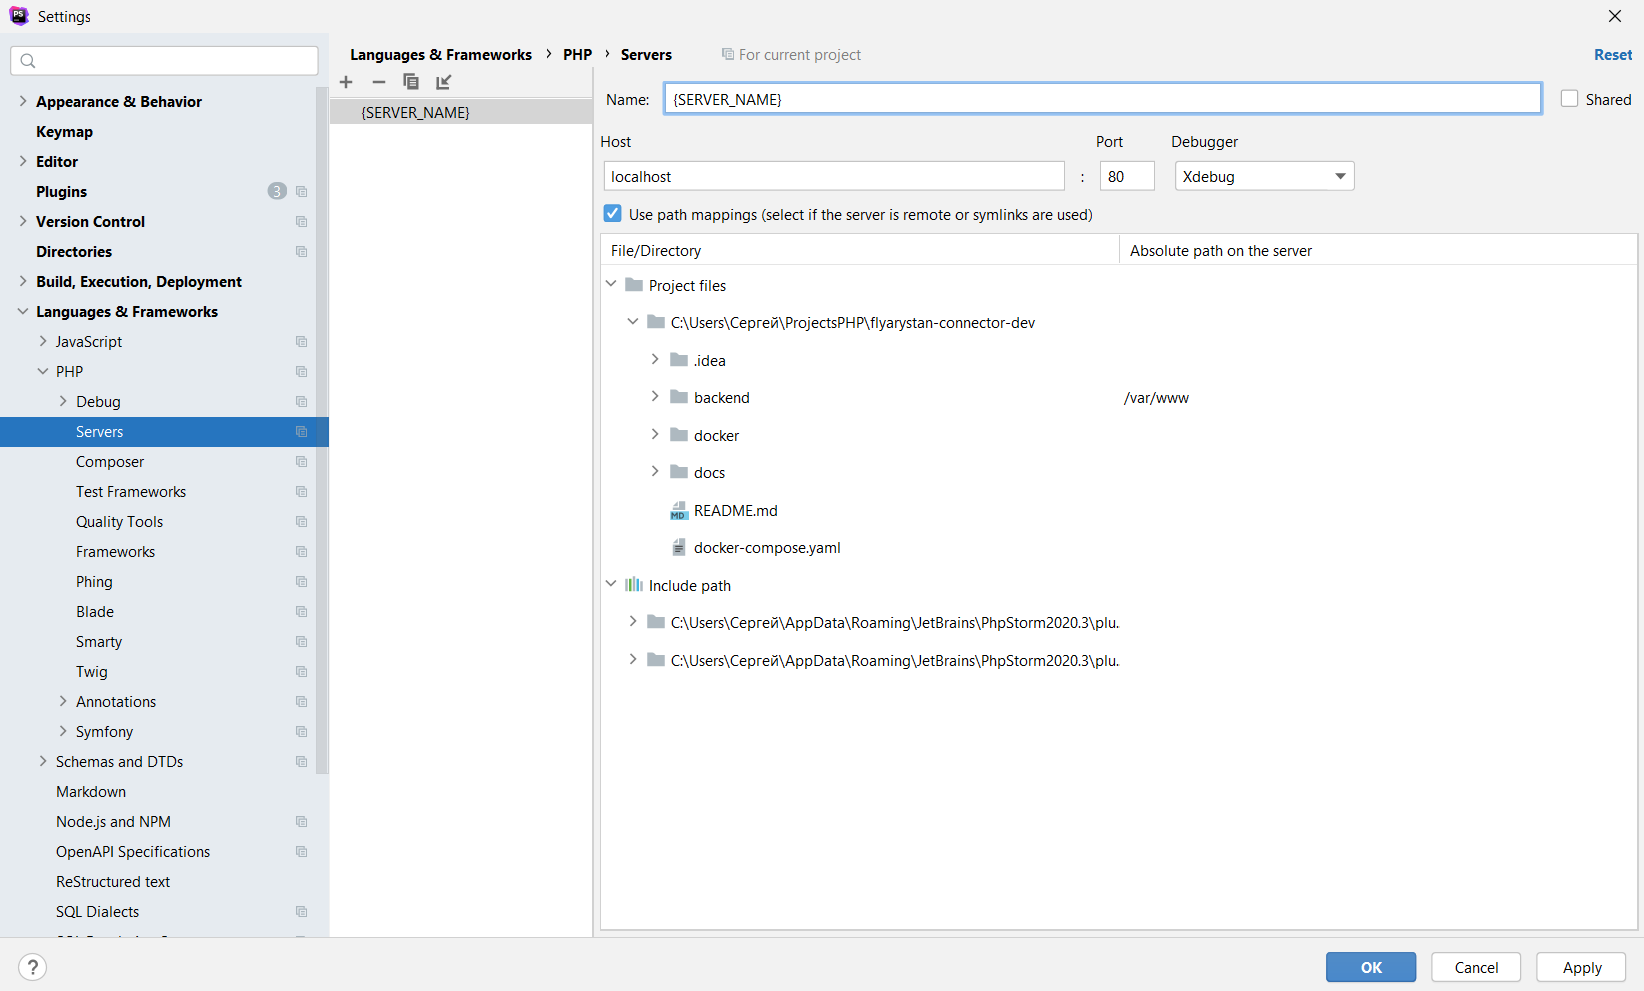 Settings
Appearance & Behavior
Keymap
Editor
Plugins 3
Version Control
Directories
Build, Execution, Deployment
Languages & Frameworks
JavaScript
PHP
Debug
Servers
Composer
Test Frameworks
Quality Tools
Frameworks
Phing
Blade
Smarty
Twig
Annotations
Symfony
Schemas and DTDs
Markdown
Node.js and NPM
OpenAPI Specifications
ReStructured text
SQL Dialects
Languages & Frameworks › PHP › Servers For current project Reset
{SERVER_NAME}
Name: {SERVER_NAME} Shared
Host Port Debugger
localhost : 80 Xdebug
Use path mappings (select if the server is remote or symlinks are used)
File/Directory Absolute path on the server
Project files
C:\Users\Сергей\ProjectsPHP\flyarystan-connector-dev
.idea
backend /var/www
docker
docs
README.md
docker-compose.yaml
Include path
C:\Users\Сергей\AppData\Roaming\JetBrains\PhpStorm2020.3\plu.
C:\Users\Сергей\AppData\Roaming\JetBrains\PhpStorm2020.3\plu.
? OK Cancel Apply